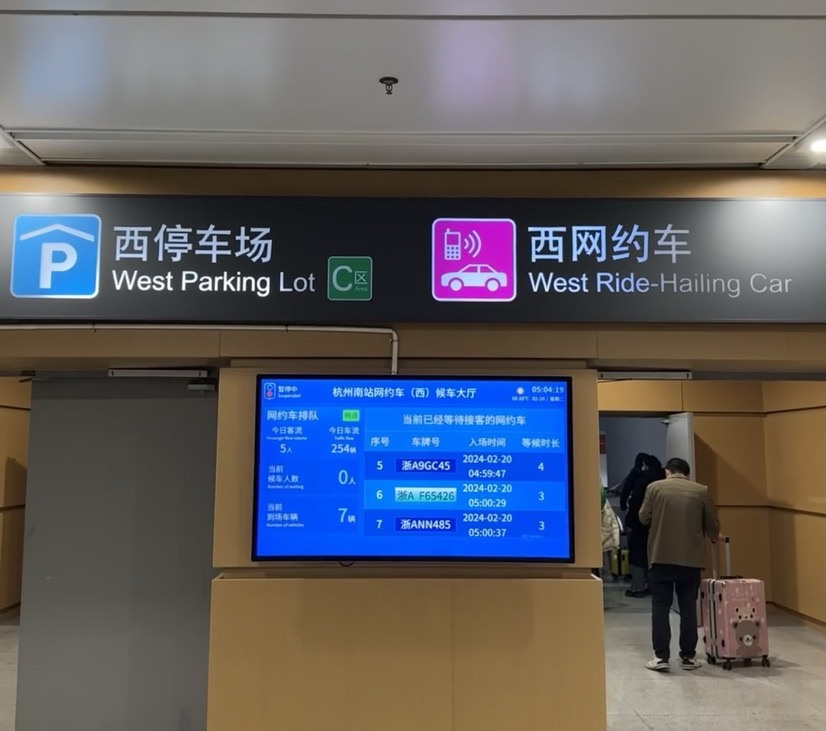 西停车场
West Parking Lot
C区
Area
西网约车
West Ride-Hailing Car
暂停中
Suspended
杭州南站网约车（西）候车大厅
05:04:19
网约车排队
畅通
今日客流
今日车流
5人
254辆
当前
候车人数
0人
当前
到场车辆
7辆
当前已经等待接客的网约车
序号 车牌号 入场时间 等候时长
5 浙A9GC45 2024-02-20 04:59:47 4
6 浙A F65426 2024-02-20 05:00:29 3
7 浙ANN485 2024-02-20 05:00:37 3